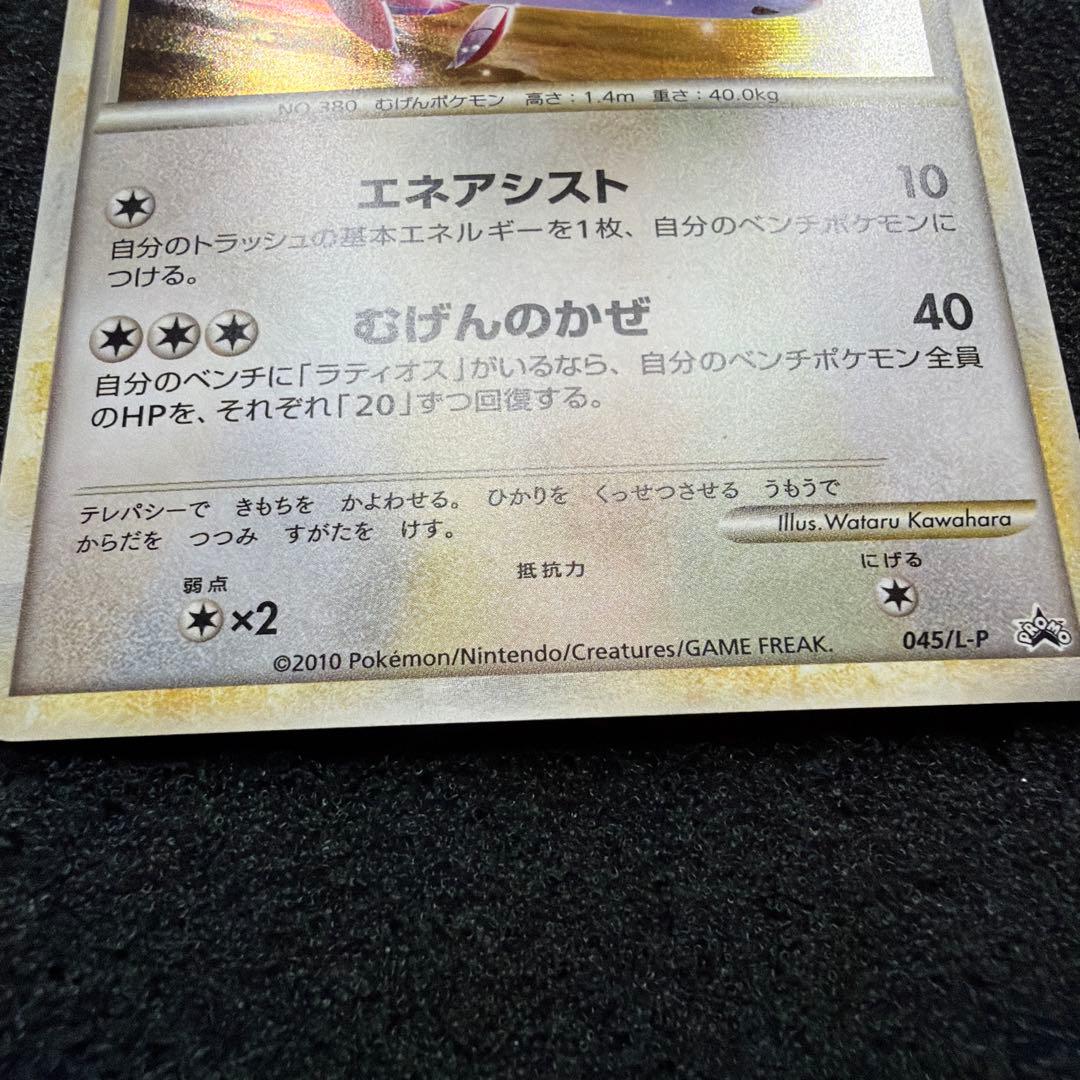 NO.380 むげんポケモン 高さ：1.4m 重さ：40.0kg
エネアシスト 10
自分のトラッシュの基本エネルギーを1枚、自分のベンチポケモンに
つける。
むげんのかぜ 40
自分のベンチに「ラティオス」がいるなら、自分のベンチポケモン全員
のHPを、それぞれ「20」ずつ回復する。
テレパシーで きもちを かよわせる。 ひかりを くっせつさせる うもうで
からだを つつみ すがたを けす。
Illus.Wataru Kawahara
弱点 抵抗力 にげる
×2
©2010 Pokémon/Nintendo/Creatures/GAME FREAK. 045/L-P PROMO